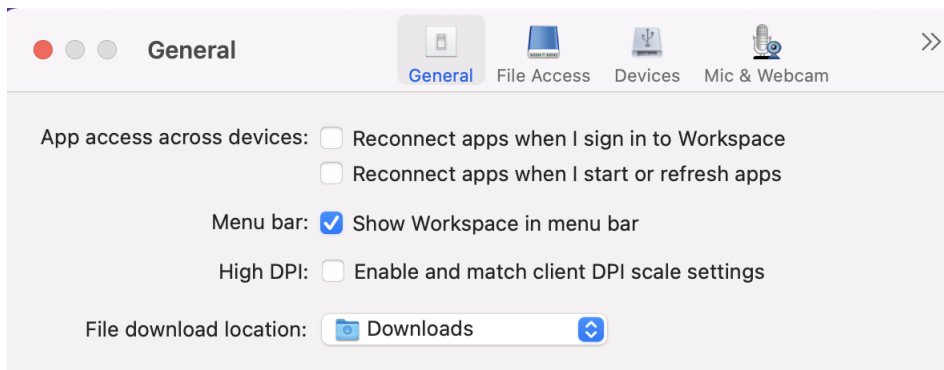 General
General File Access Devices Mic & Webcam
App access across devices: Reconnect apps when I sign in to Workspace
Reconnect apps when I start or refresh apps
Menu bar: Show Workspace in menu bar
High DPI: Enable and match client DPI scale settings
File download location: Downloads